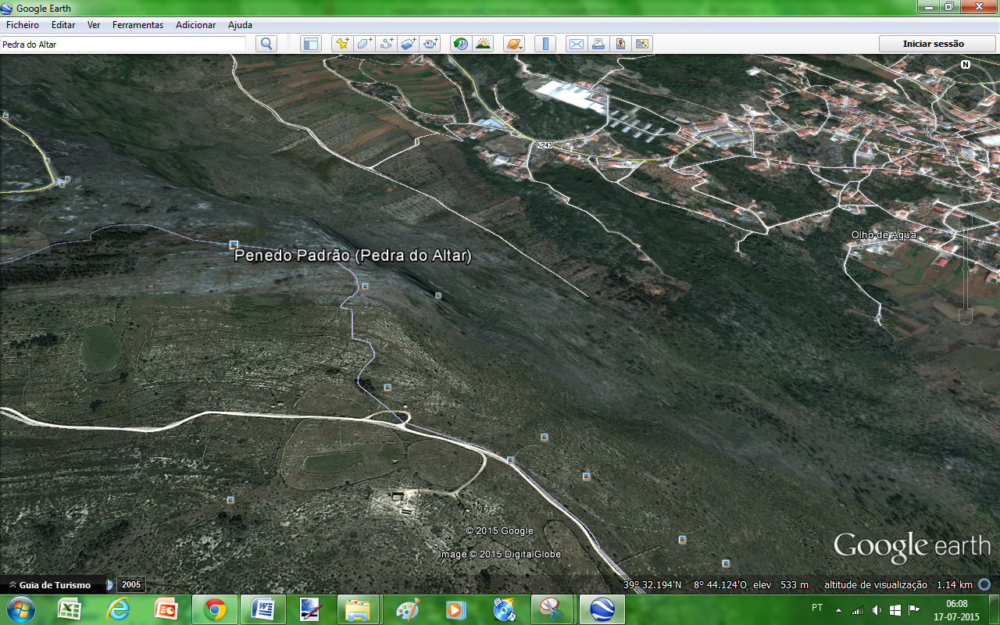 Google Earth
Ficheiro Editar Ver Ferramentas Adicionar Ajuda
Pedra do Altar
Iniciar sessão
N
N243
Olho de Água
Penedo Padrão (Pedra do Altar)
© 2015 Google
Image © 2015 DigitalGlobe
Google earth
Guia de Turismo 2005
39° 32.194'N 8° 44.124'O elev 533 m altitude de visualização 1.14 km
PT 06:08
17-07-2015